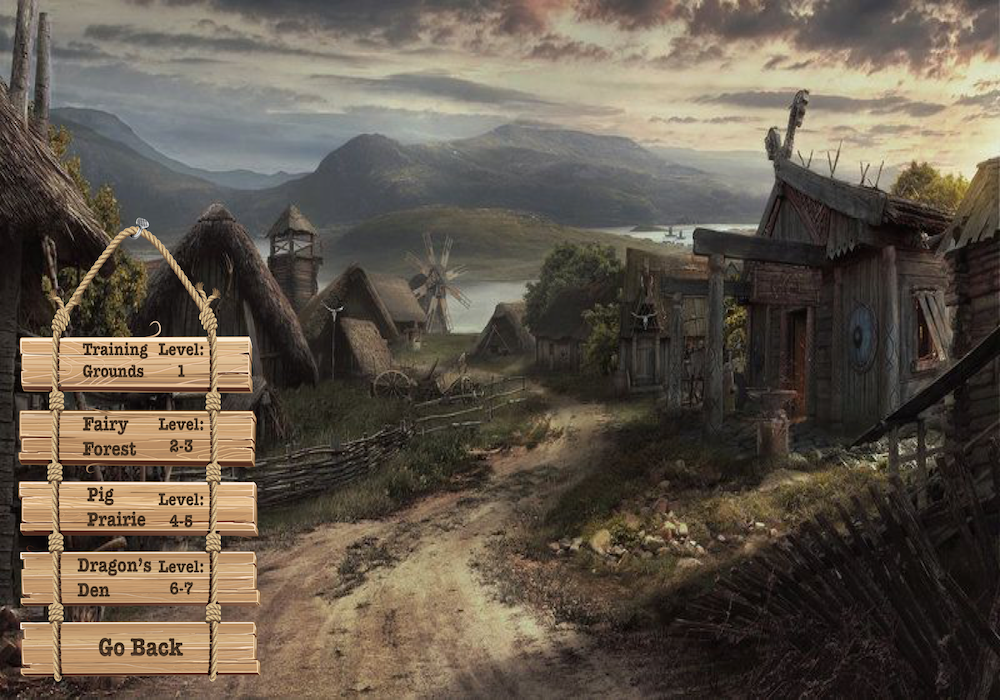 Training Level:
Grounds 1
Fairy Level:
Forest 2-3
Pig Level:
Prairie 4-5
Dragon's Level:
Den 6-7
Go Back